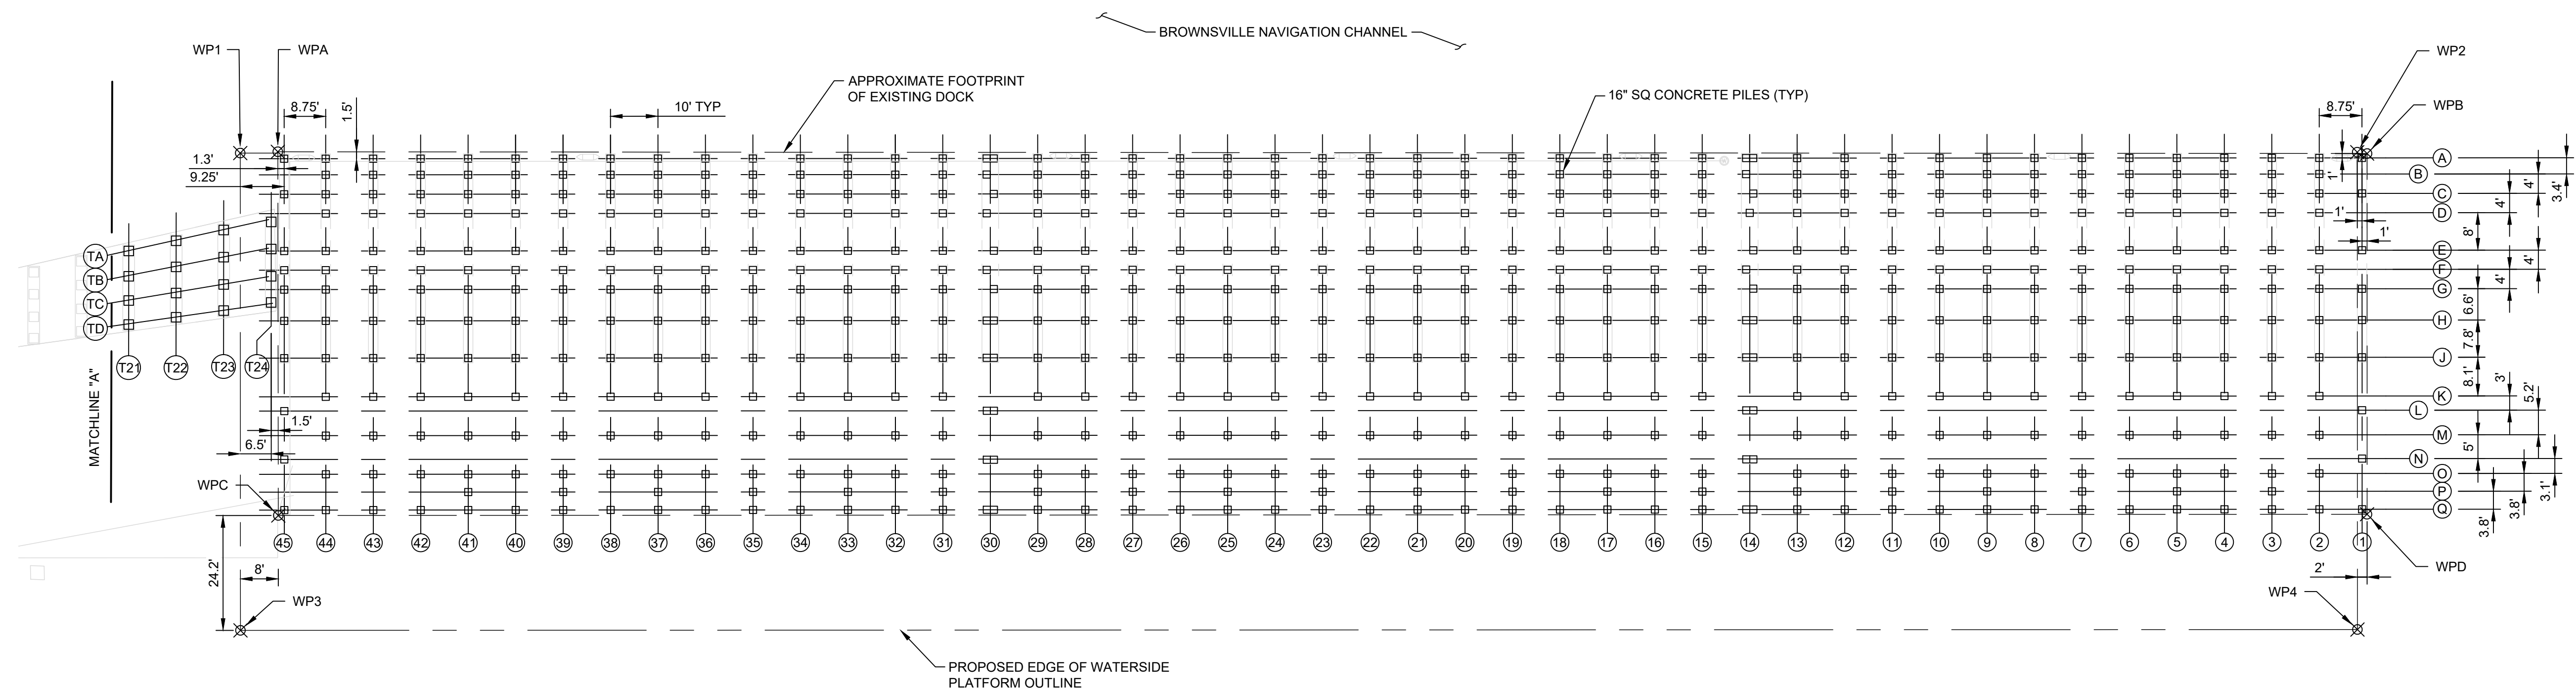 BROWNSVILLE NAVIGATION CHANNEL
WP1
WPA
WP2
APPROXIMATE FOOTPRINT
OF EXISTING DOCK
16" SQ CONCRETE PILES (TYP)
WPB
8.75'
1.5'
10' TYP
8.75'
1.3'
9.25'
A
B
C
D
E
F
G
H
J
K
L
M
N
O
P
Q
1'
1'
1'
4'
3.4'
4'
8'
4'
4'
6.6'
7.8'
8.1'
3'
5.2'
5'
3.1'
3.8'
3.8'
TA
TB
TC
TD
T21
T22
T23
T24
MATCHLINE "A"
1.5'
6.5'
WPC
45
44
43
42
41
40
39
38
37
36
35
34
33
32
31
30
29
28
27
26
25
24
23
22
21
20
19
18
17
16
15
14
13
12
11
10
9
8
7
6
5
4
3
2
1
24.2'
8'
2'
WPD
WP3
WP4
PROPOSED EDGE OF WATERSIDE
PLATFORM OUTLINE